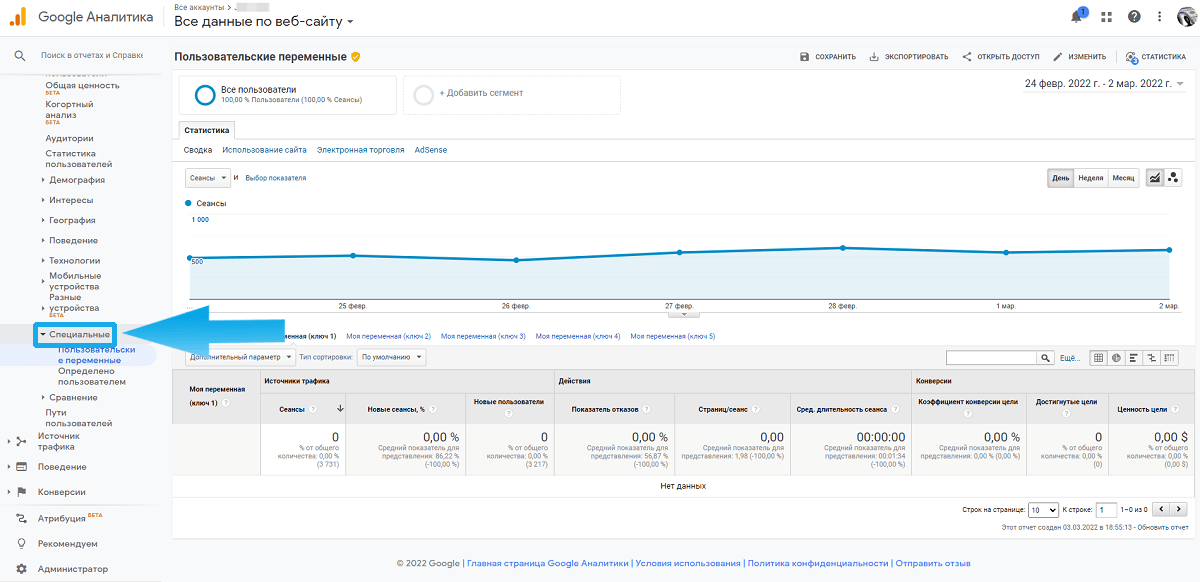 Google Аналитика
Все аккаунты >
Все данные по веб-сайту
1
Поиск в отчетах и Справке
Общая ценность
БЕТА
Когортный
анализ
БЕТА
Аудитории
Статистика
пользователей
Демография
Интересы
География
Поведение
Технологии
Мобильные
устройства
Разные
устройства
БЕТА
Специальные
Пользовательски
е переменные
Определено
пользователем
Сравнение
Пути
пользователей
Источник
трафика
Поведение
Конверсии
Атрибуция БЕТА
Рекомендуем
Администратор
Пользовательские переменные
СОХРАНИТЬ
ЭКСПОРТИРОВАТЬ
ОТКРЫТЬ ДОСТУП
ИЗМЕНИТЬ
3
СТАТИСТИКА
Все пользователи
100,00 % Пользователи (100,00 % Сеансы)
+ Добавить сегмент
24 февр. 2022 г. - 2 мар. 2022 г.
Статистика
Сводка Использование сайта Электронная торговля AdSense
Сеансы и Выбор показателя
День Неделя Месяц
Сеансы
1 000
500
... 25 февр. 26 февр. 27 февр. 28 февр. 1 мар. 2 мар.
(ключ 1) Моя переменная (ключ 2) Моя переменная (ключ 3) Моя переменная (ключ 4) Моя переменная (ключ 5)
Дополнительный параметр Тип сортировки: По умолчанию
Ещё...
Моя переменная
(ключ 1) ?
Источники трафика Действия Конверсии
Сеансы ?
Новые сеансы, % ?
Новые пользователи
?
Показатель отказов ?
Страниц/сеанс ?
Сред. длительность сеанса ?
Коэффициент конверсии цели
?
Достигнутые цели
?
Ценность цели ?
0
% от общего
количества: 0,00 %
(3 731)
0,00 %
Средний показатель для
представления: 86,22 %
(-100,00 %)
0
% от общего
количества: 0,00 %
(3 217)
0,00 %
Средний показатель для
представления: 56,87 %
(-100,00 %)
0,00
Средний показатель для
представления: 1,98 (-100,00 %)
00:00:00
Средний показатель для
представления: 00:01:34
(-100,00 %)
0,00 %
Средний показатель для
представления: 0,00 % (0,00 %)
0
% от общего
количества: 0,00 %
(0)
0,00 $
% от общего
количества: 0,00 %
(0,00 $)
Нет данных
Строк на странице: 10 К строке: 1 1–0 из 0
Этот отчет создан 03.03.2022 в 18:55:13 - Обновить отчет
© 2022 Google | Главная страница Google Аналитики | Условия использования | Политика конфиденциальности | Отправить отзыв